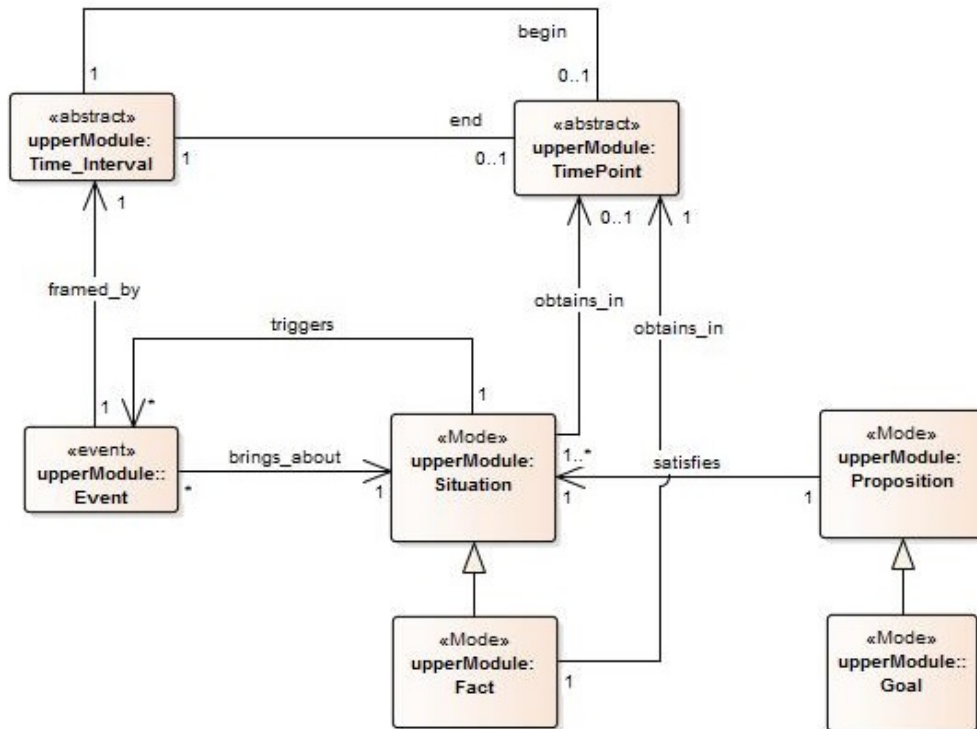 begin
1
0..1
«abstract»
upperModule:
Time_Interval
end
1
0..1
«abstract»
upperModule:
TimePoint
1
0..1
1
framed_by
obtains_in
triggers
obtains_in
1
*
1
«event»
upperModule::
Event
brings_about
*
1
«Mode»
upperModule:
Situation
1..*
satisfies
1
1
«Mode»
upperModule:
Proposition
«Mode»
upperModule:
Fact
1
«Mode»
upperModule::
Goal